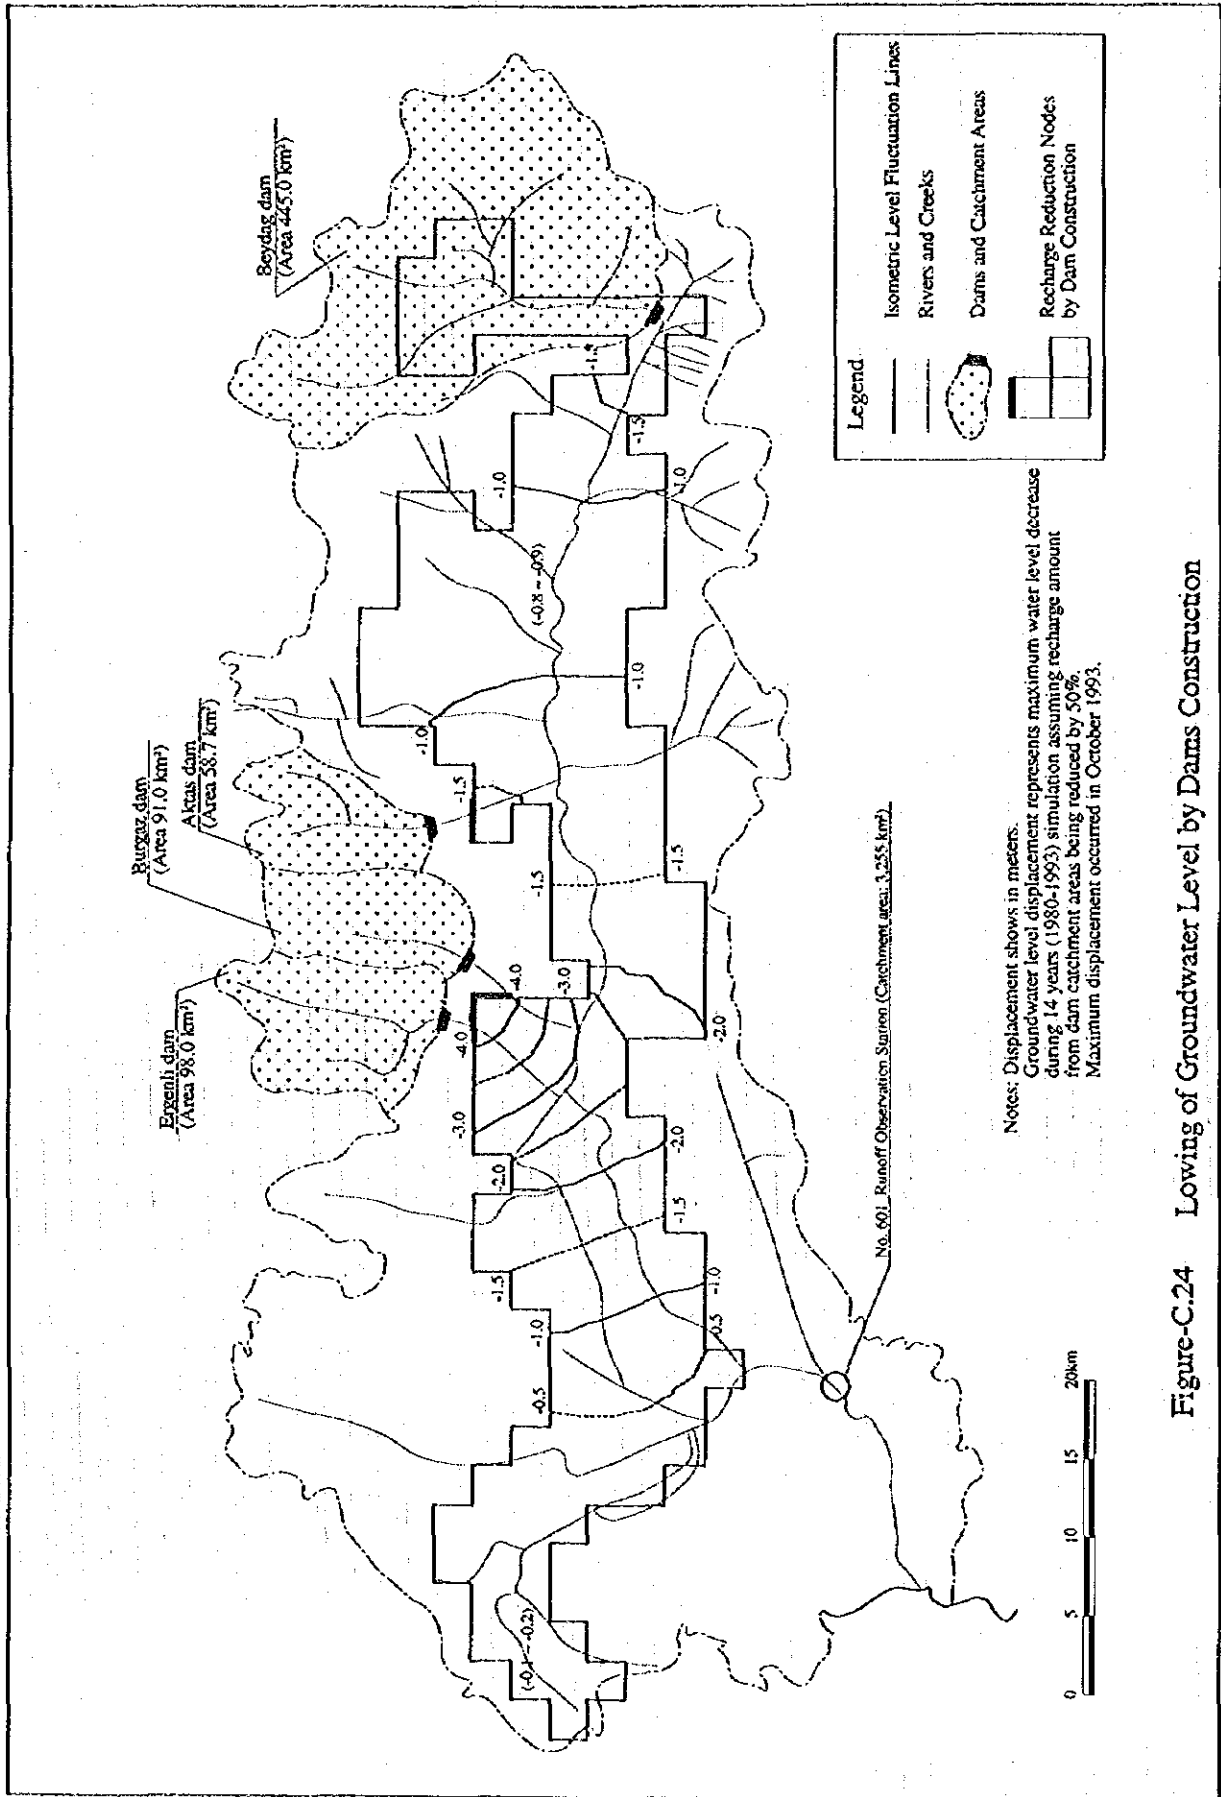 Beydag dam
(Area 445.0 km²)
Burgaz dam
(Area 91.0 km²)
Aktas dam
(Area 58.7 km²)
Ergenli dam
(Area 98.0 km²)
-1.5
-1.5
-1.0
-1.0
(-0.8 ~ -0.9)
-1.0
-1.0
-1.5
-1.5
-1.5
-4.0
-3.0
-4.0
-2.0
-3.0
-2.0
-2.0
-1.5
-1.5
-1.0
-1.0
-0.5
-0.5
(-0.1 ~ -0.2)
No. 601 Runoff Observation Station (Catchment area: 3,255 km²)
Legend
Isometric Level Fluctuation Lines
Rivers and Creeks
Dams and Catchment Areas
Recharge Reduction Nodes
by Dam Construction
Notes; Displacement shows in meters.
Groundwater level displacement represents maximum water level decrease
during 14 years (1980-1993) simulation assuming recharge amount
from dam catchment areas being reduced by 50%.
Maximum displacement occurred in October 1993.
0 5 10 15 20km
Figure-C.24 Lowing of Groundwater Level by Dams Construction